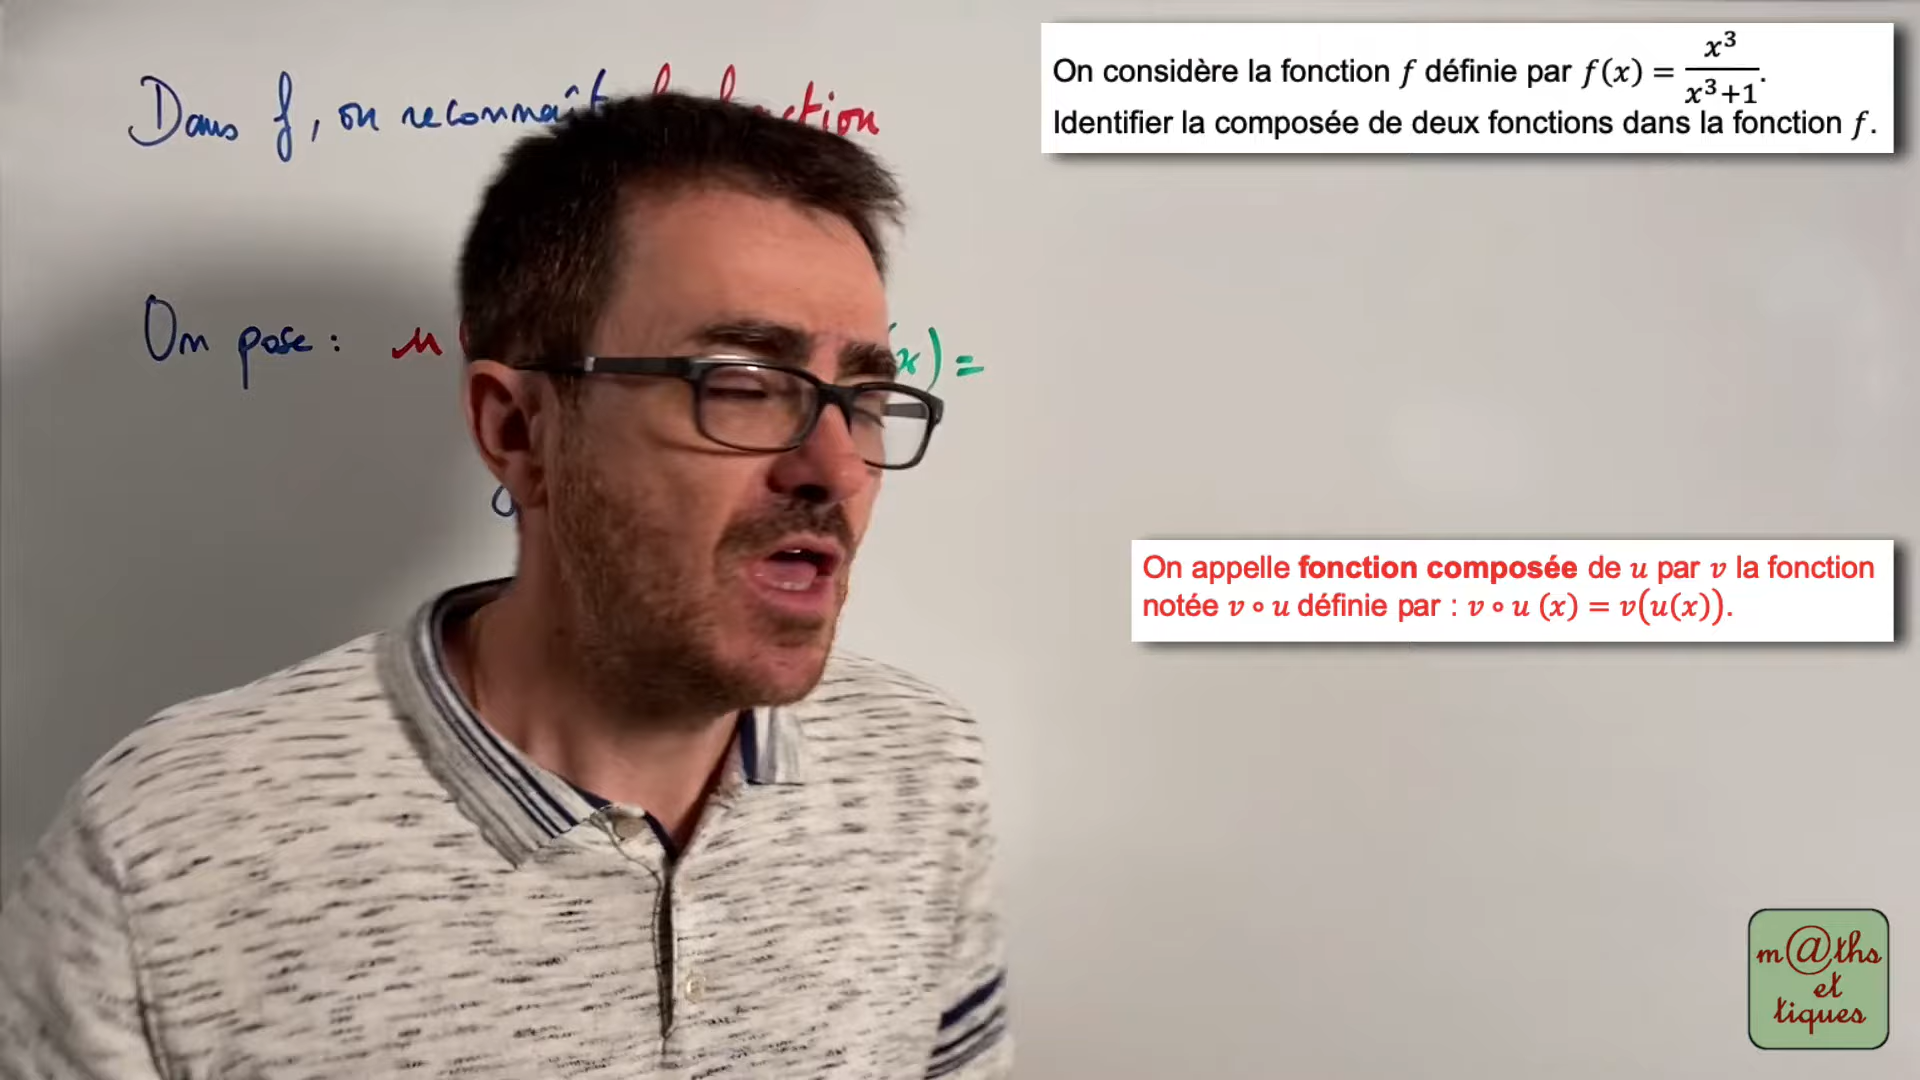 Dans f, on reconnaît la fonction
On pose : u (x) =
On considère la fonction f définie par f(x) = x³/(x³+1).
Identifier la composée de deux fonctions dans la fonction f.
On appelle fonction composée de u par v la fonction
notée v ∘ u définie par : v ∘ u (x) = v(u(x)).
m@ths
et
tiques